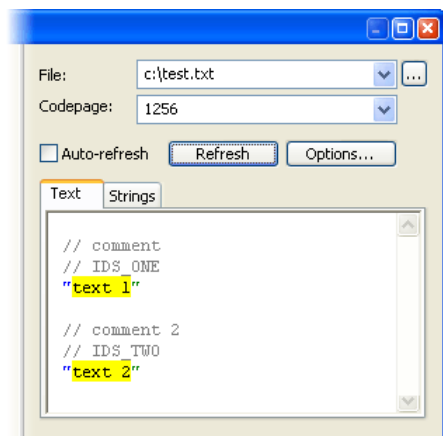 File: c:\test.txt ...
Codepage: 1256
Auto-refresh Refresh Options...
Text Strings
// comment
// IDS_ONE
"text 1"
// comment 2
// IDS_TWO
"text 2"